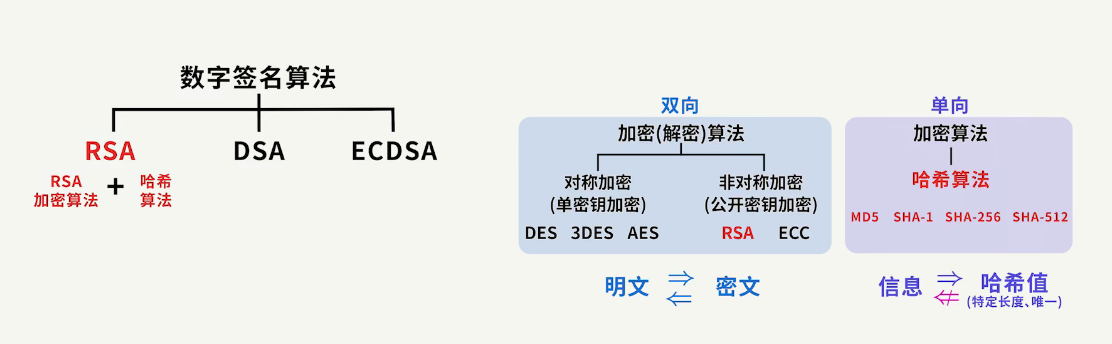 数字签名算法
RSA DSA ECDSA
RSA
加密算法
+
哈希
算法
双向
加密(解密)算法
对称加密
(单密钥加密)
DES 3DES AES
非对称加密
(公开密钥加密)
RSA ECC
明文 密文
单向
加密算法
哈希算法
MD5 SHA-1 SHA-256 SHA-512
信息 哈希值
(特定长度、唯一)